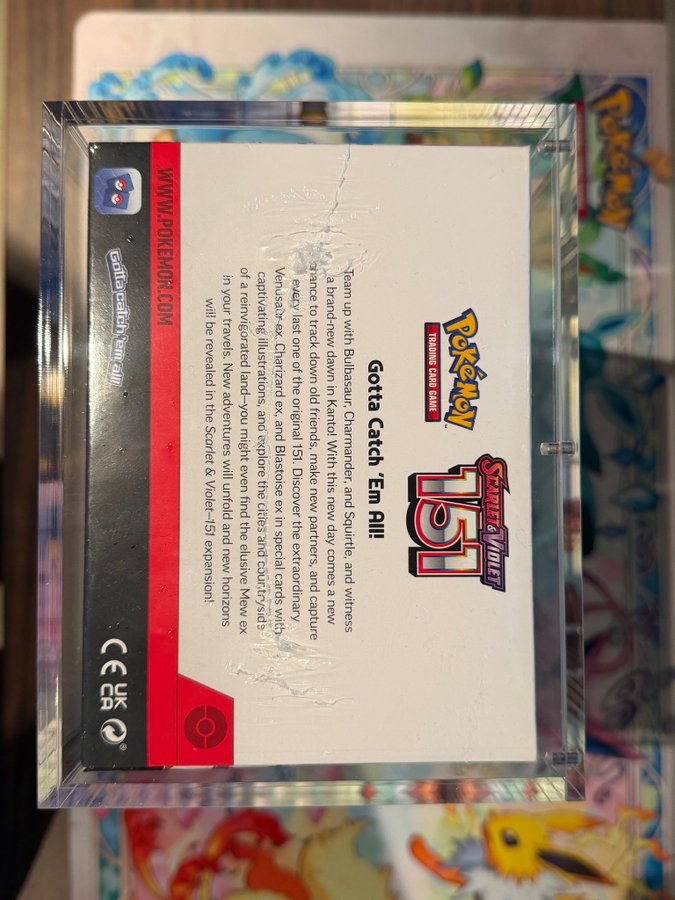 POKÉMON
TRADING CARD GAME
SCARLET & VIOLET
151
Gotta Catch 'Em All!
Team up with Bulbasaur, Charmander, and Squirtle, and witness
a brand-new dawn in Kanto! With this new day comes a new
chance to track down old friends, make new partners, and capture
every last one of the original 151. Discover the extraordinary
Venusaur ex, Charizard ex, and Blastoise ex in special cards with
captivating illustrations, and explore the cities and countryside
of a reinvigorated land—you might even find the elusive Mew ex
in your travels. New adventures will unfold and new horizons
will be revealed in the Scarlet & Violet—151 expansion!
WWW.POKEMON.COM
Gotta catch 'em all!
CE UK CA
POKÉMON